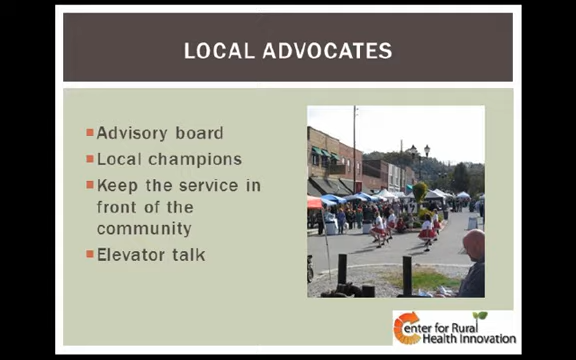 LOCAL ADVOCATES
Advisory board
Local champions
Keep the service in
front of the
community
Elevator talk
Center for Rural
Health Innovation